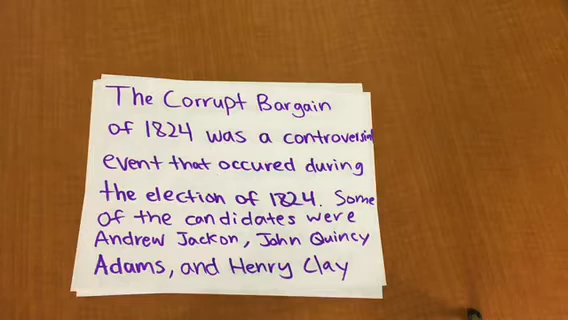 The Corrupt Bargain
of 1824 was a controversial
event that occured during
the election of 1824. Some
of the candidates were
Andrew Jackon, John Quincy
Adams, and Henry Clay